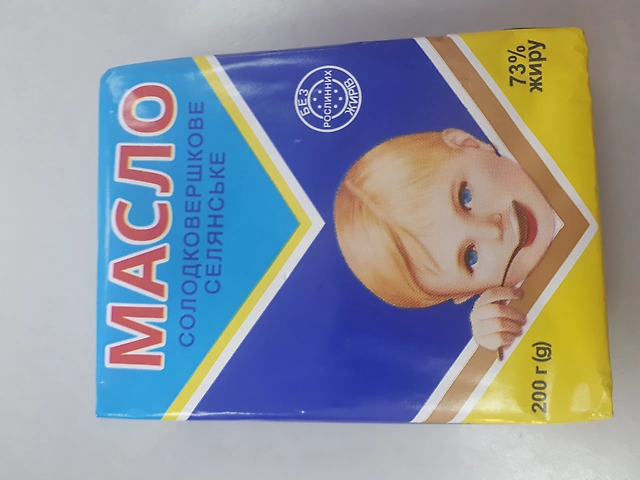 МАСЛО
СОЛОДКОВЕРШКОВЕ
СЕЛЯНСЬКЕ
БЕЗ
РОСЛИННИХ
ЖИРІВ
73%
жиру
200 г (g)